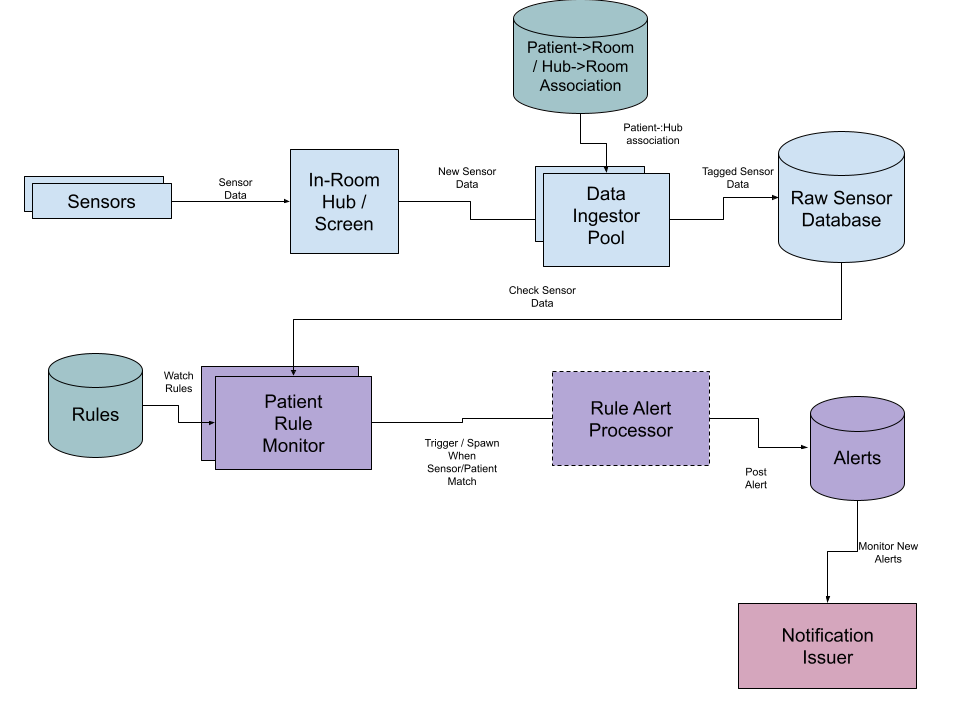 Patient->Room
/ Hub->Room
Association
Patient-:Hub
association
Sensors
Sensor
Data
In-Room
Hub /
Screen
New Sensor
Data
Data
Ingestor
Pool
Tagged Sensor
Data
Raw Sensor
Database
Check Sensor
Data
Rules
Watch
Rules
Patient
Rule
Monitor
Trigger / Spawn
When
Sensor/Patient
Match
Rule Alert
Processor
Post
Alert
Alerts
Monitor New
Alerts
Notification
Issuer